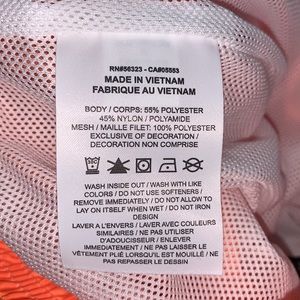 RN#56323 - CA#05553
MADE IN VIETNAM
FABRIQUE AU VIETNAM
BODY / CORPS: 55% POLYESTER
45% NYLON / POLYAMIDE
MESH / MAILLE FILET: 100% POLYESTER
EXCLUSIVE OF DECORATION /
DECORATION NON COMPRISE
WASH INSIDE OUT / WASH WITH LIKE
COLORS / DO NOT USE SOFTENERS /
REMOVE IMMEDIATELY / DO NOT ALLOW TO
LAY ON ITSELF WHEN WET / DO NOT IRON
DESIGN
LAVER A L'ENVERS / LAVER AVEC COULEURS
SIMILAIRES / NE PAS UTILISER
D'ADOUCISSEUR / ENLEVER
IMMEDIATEMENT / NE PAS LAISSER LE
VÊTEMENT PLIÉ LORSQU'IL EST MOUILLÉ / NE
PAS REPASSER LE DESSIN